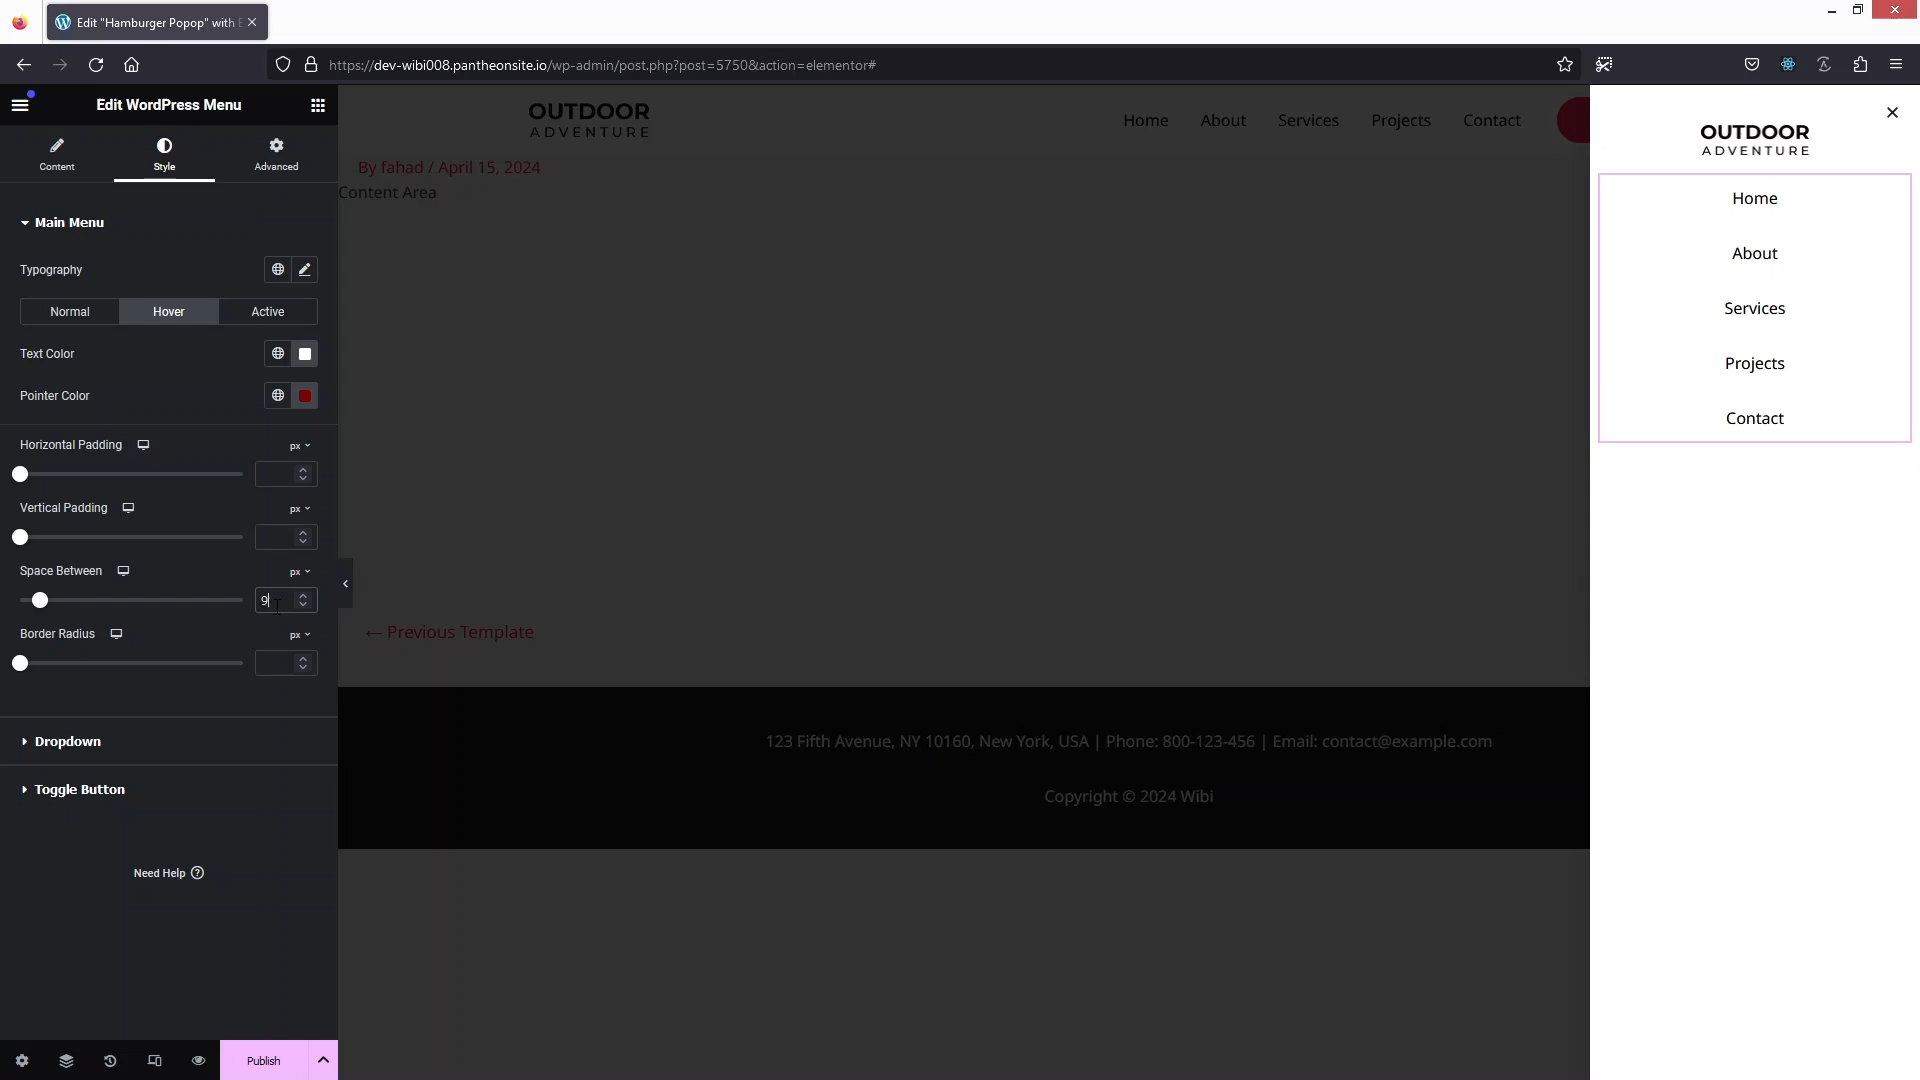 Edit "Hamburger Popop" with E
https://dev-wibi008.pantheonsite.io/wp-admin/post.php?post=5750&action=elementor#
Edit WordPress Menu
Content
Style
Advanced
Main Menu
Typography
Normal
Hover
Active
Text Color
Pointer Color
Horizontal Padding
px
Vertical Padding
px
Space Between
px
9
Border Radius
px
Dropdown
Toggle Button
Need Help
Publish
OUTDOOR
ADVENTURE
Home
About
Services
Projects
Contact
By fahad / April 15, 2024
Content Area
← Previous Template
123 Fifth Avenue, NY 10160, New York, USA | Phone: 800-123-456 | Email: contact@example.com
Copyright © 2024 Wibi
OUTDOOR
ADVENTURE
Home
About
Services
Projects
Contact